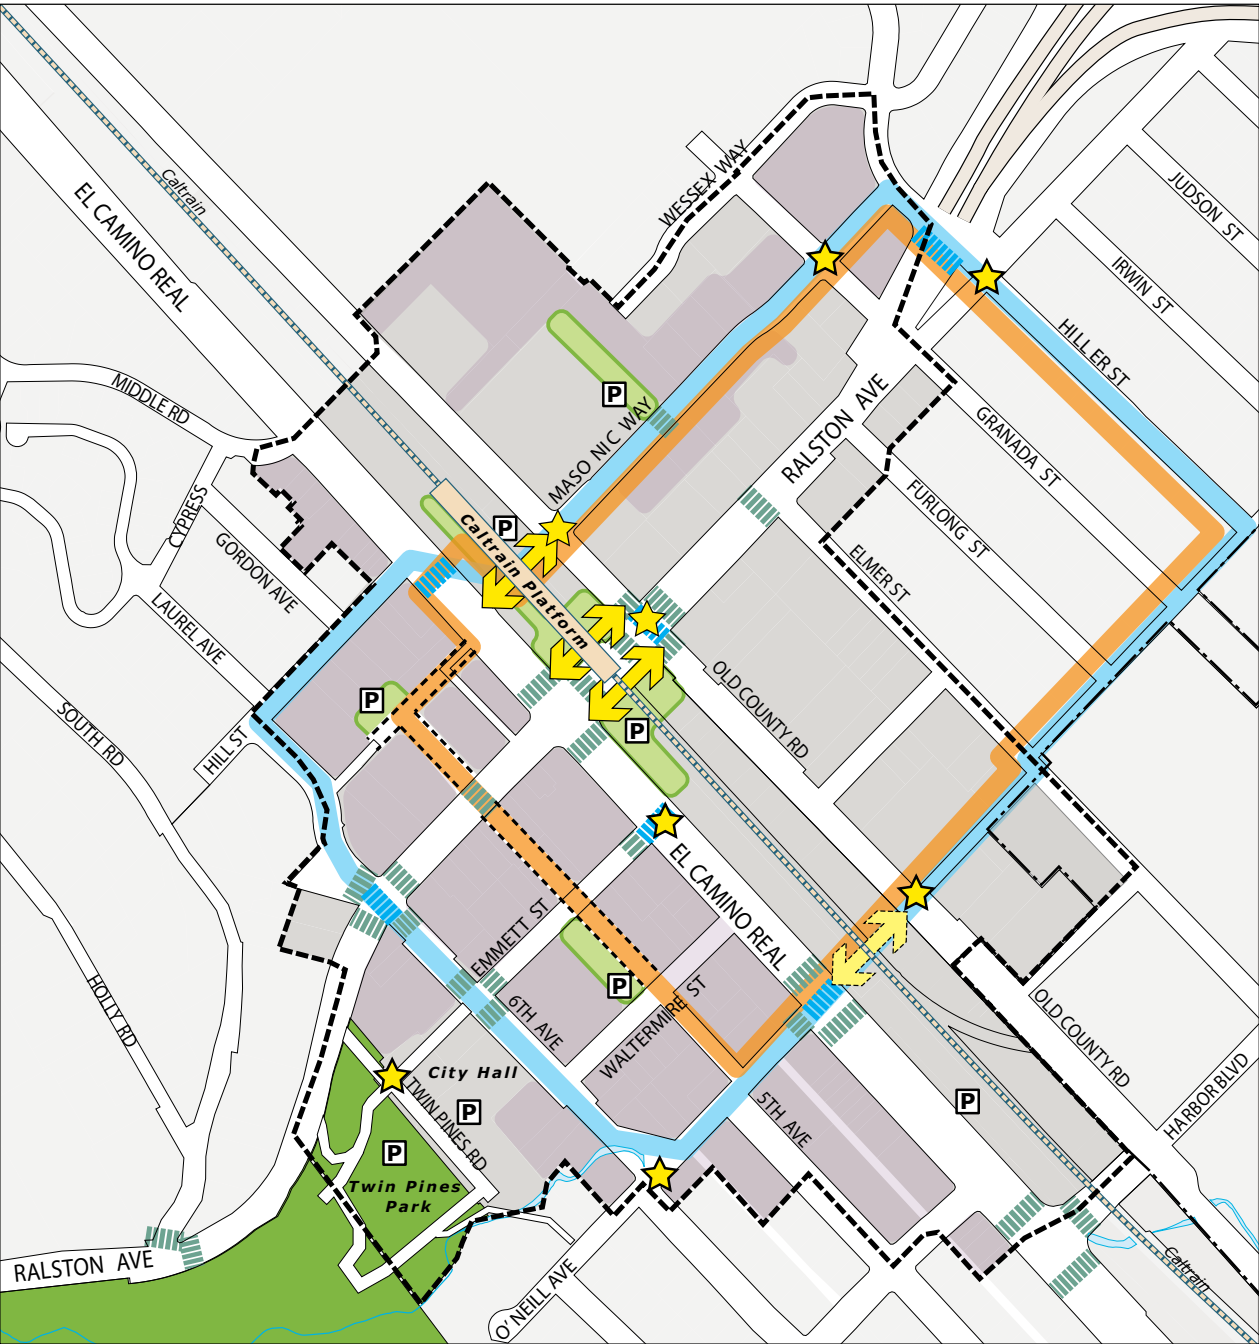 WESSEX WAY
JUDSON ST
Caltrain
EL CAMINO REAL
IRWIN ST
HILLER ST
MIDDLE RD
P
MASONIC WAY
RALSTON AVE
GRANADA ST
CYPRESS
P
FURLONG ST
GORDON AVE
Caltrain Platform
ELMER ST
LAUREL AVE
P
OLD COUNTY RD
SOUTH RD
HILL ST
P
EL CAMINO REAL
EMMETT ST
P
WALTERMIRE ST
6TH AVE
HOLLY RD
OLD COUNTY RD
City Hall
P
TWIN PINES RD
P
5TH AVE
HARBOR BLVD
P
Twin Pines
Park
RALSTON AVE
O'NEILL AVE
Caltrain